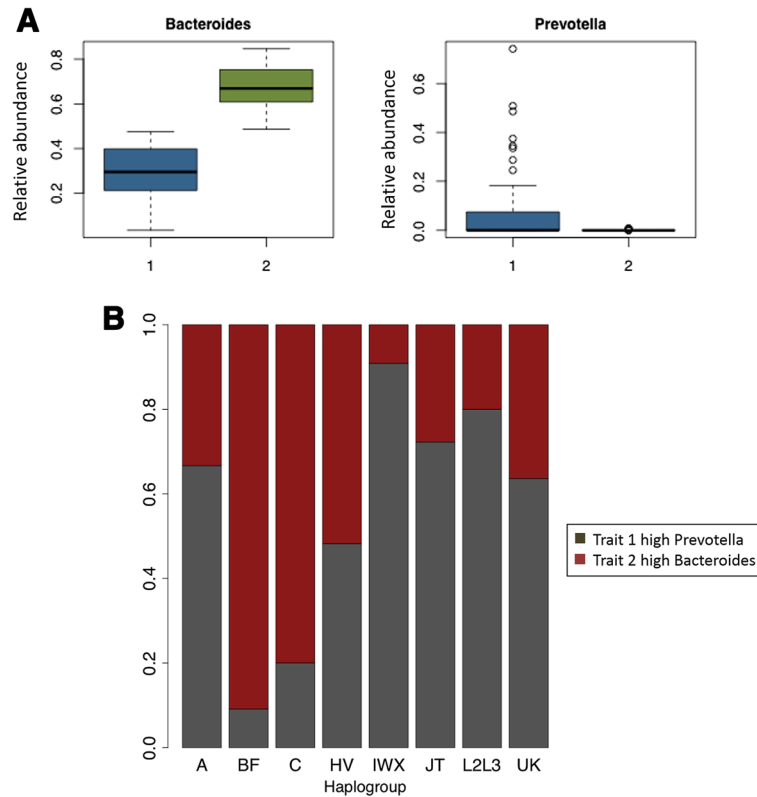 A
Bacteroides
Relative abundance
0.2 0.4 0.6 0.8
1 2
Prevotella
Relative abundance
0.0 0.2 0.4 0.6
1 2
B
0.0 0.2 0.4 0.6 0.8 1.0
A BF C HV IWX JT L2L3 UK
Haplogroup
Trait 1 high Prevotella
Trait 2 high Bacteroides